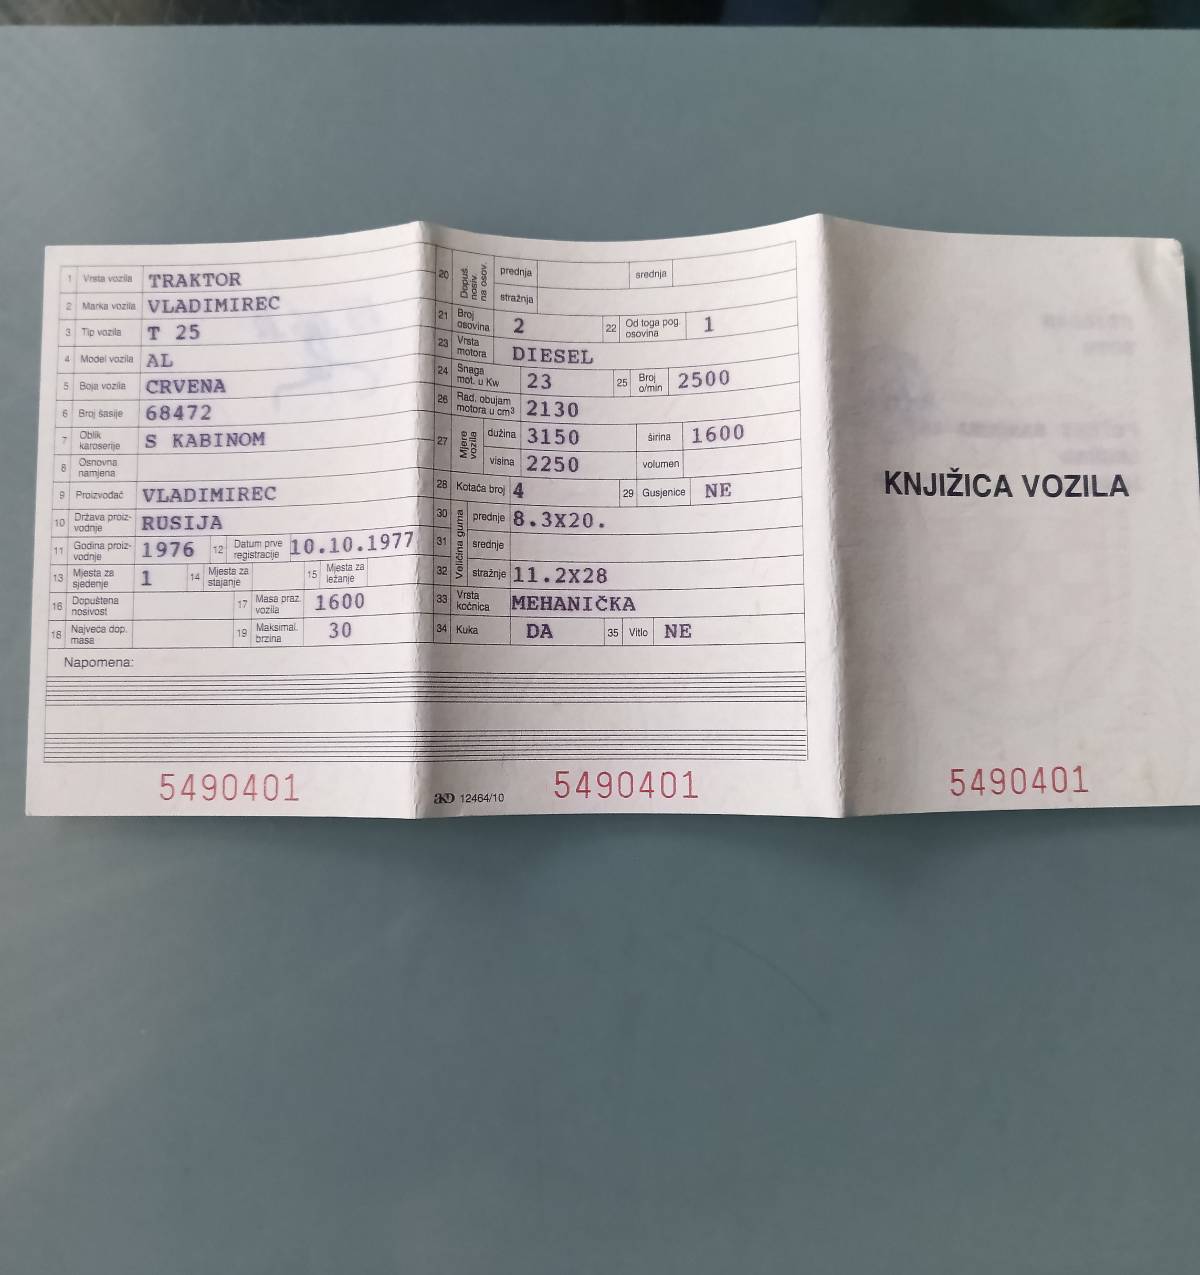 1 Vrsta vozila TRAKTOR
2 Marka vozila VLADIMIREC
3 Tip vozila T 25
4 Model vozila AL
5 Boja vozila CRVENA
6 Broj šasije 68472
7 Oblik karoserije S KABINOM
8 Osnovna namjena
9 Proizvođač VLADIMIREC
10 Država proiz-vodnje RUSIJA
11 Godina proiz-vodnje 1976 12 Datum prve registracije 10.10.1977
13 Mjesta za sjedenje 1 14 Mjesta za stajanje 15 Mjesta za ležanje
16 Dopuštena nosivost 17 Masa praz. vozila 1600
18 Najveća dop. masa 19 Maksimal. brzina 30
Napomena:
5490401
20 Dopuš. nosiv. na osov. prednja srednja
stražnja
21 Broj osovina 2 22 Od toga pog. osovina 1
23 Vrsta motora DIESEL
24 Snaga mot. u Kw 23 25 Broj o/min 2500
26 Rad. obujam motora u cm³ 2130
27 Mjere vozila dužina 3150 širina 1600
visina 2250 volumen
28 Kotača broj 4 29 Gusjenice NE
30 Veličina guma prednje 8.3X20.
31 srednje
32 stražnje 11.2X28
33 Vrsta kočnica MEHANIČKA
34 Kuka DA 35 Vitlo NE
AKD 12464/10
5490401
KNJIŽICA VOZILA
5490401